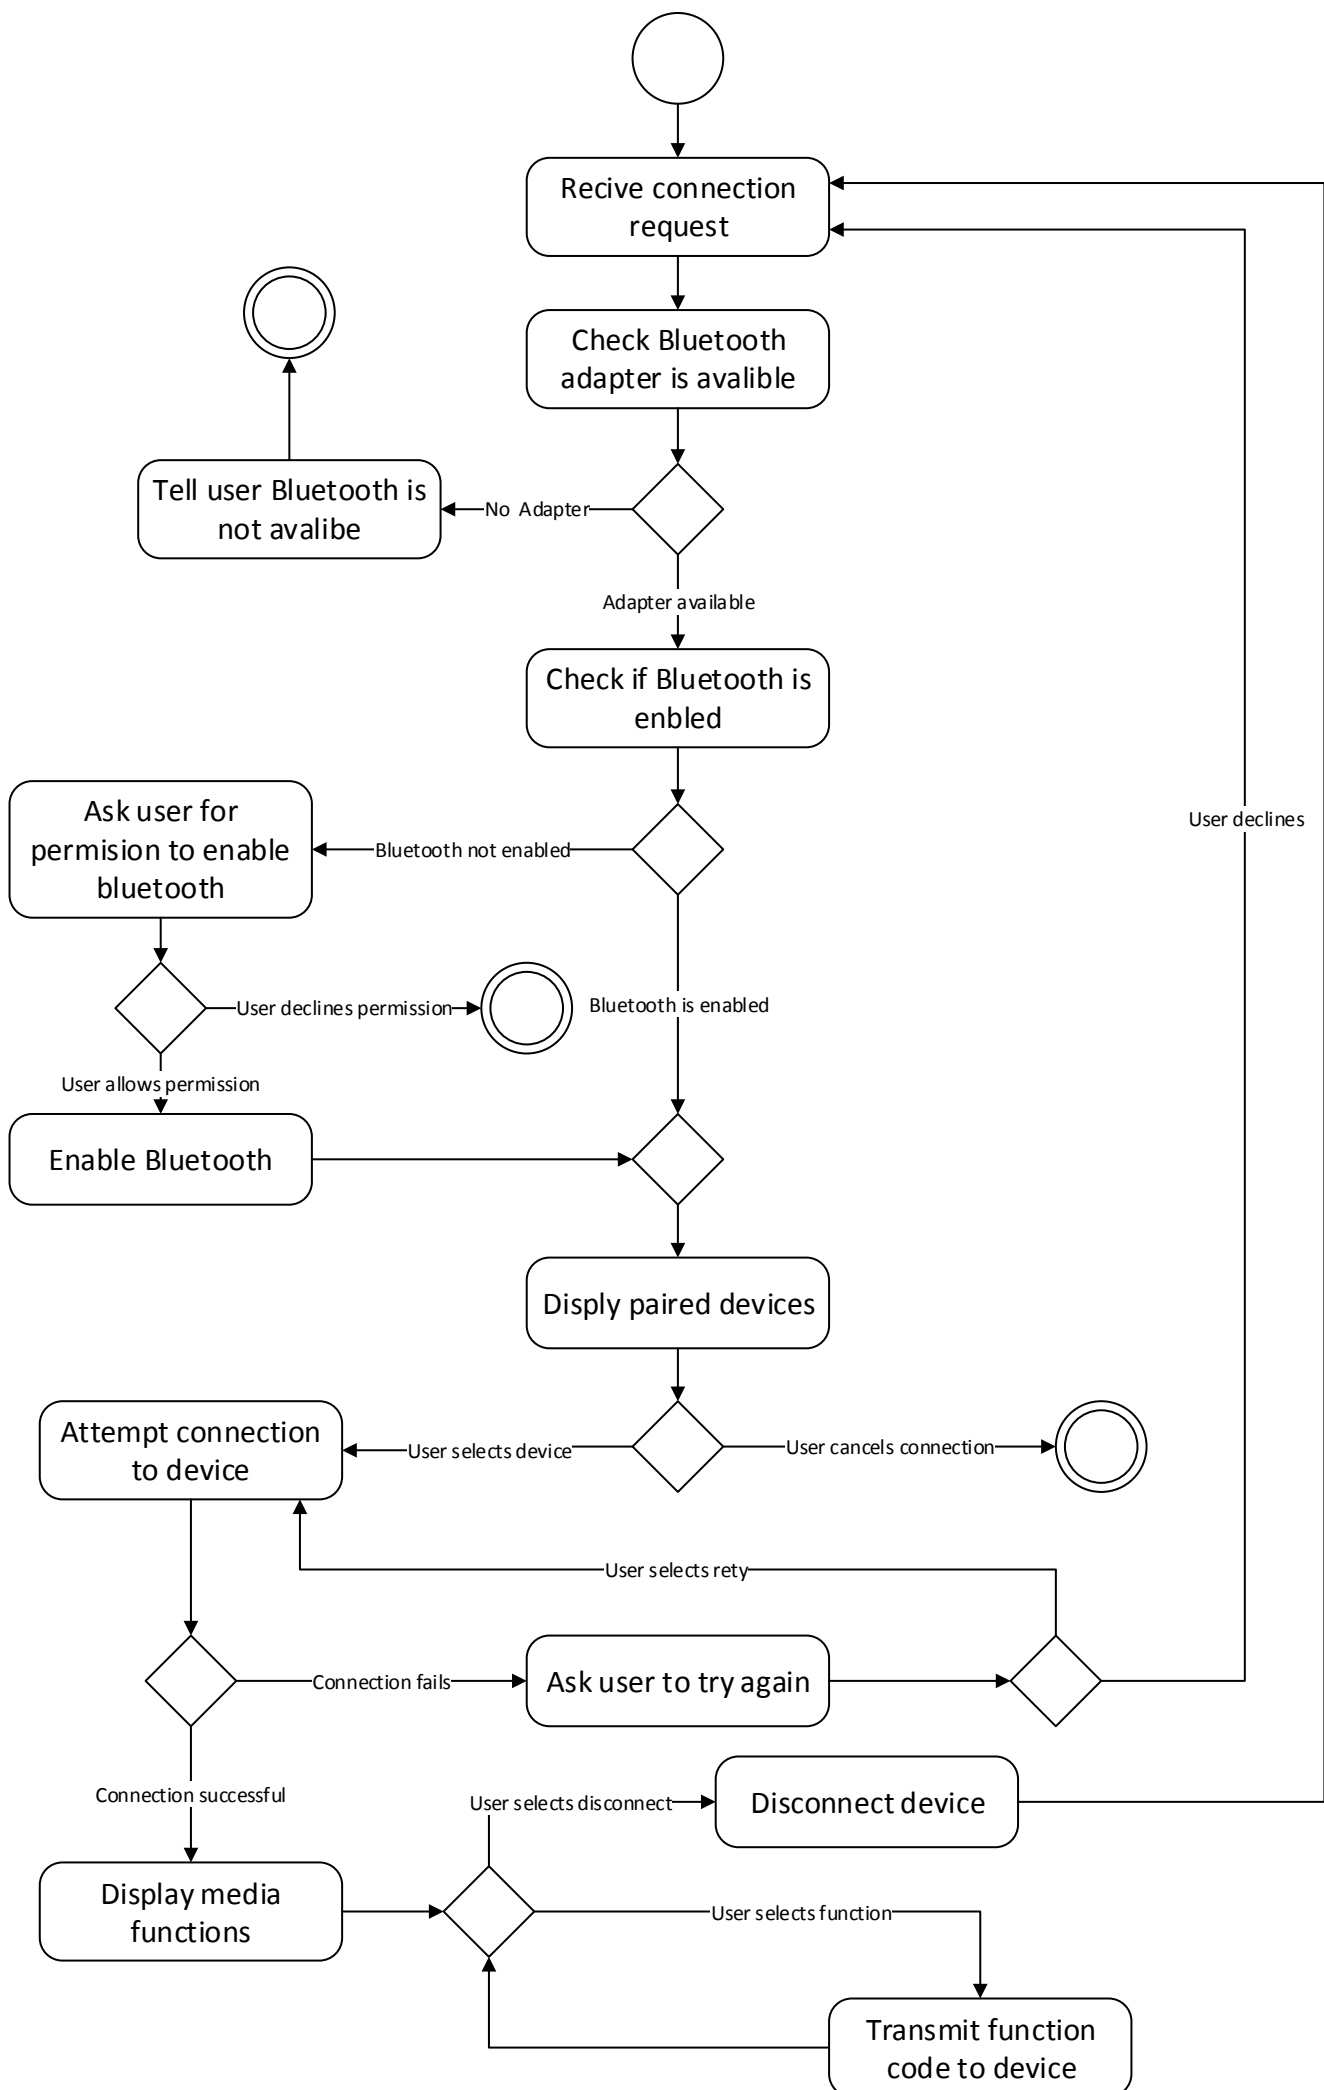 Recive connection
request
Check Bluetooth
adapter is avalible
Tell user Bluetooth is
not avalibe
No Adapter
Adapter available
Check if Bluetooth is
enbled
Ask user for
permision to enable
bluetooth
Bluetooth not enabled
User declines
User declines permission
Bluetooth is enabled
User allows permission
Enable Bluetooth
Disply paired devices
Attempt connection
to device
User selects device
User cancels connection
User selects rety
Connection fails
Ask user to try again
Connection successful
User selects disconnect
Disconnect device
Display media
functions
User selects function
Transmit function
code to device